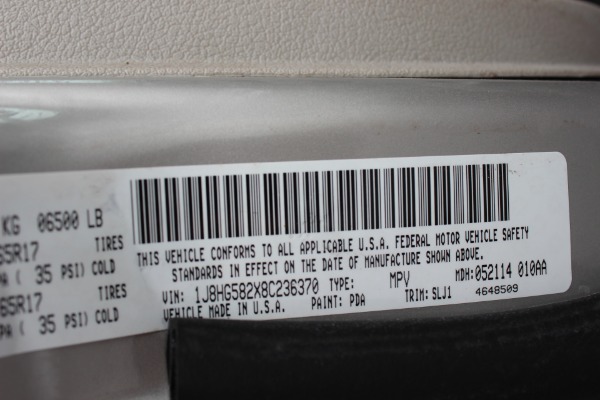 KG 06500 LB
65R17 TIRES
PA ( 35 PSI) COLD
65R17 TIRES
PA ( 35 PSI) COLD
THIS VEHICLE CONFORMS TO ALL APPLICABLE U.S.A. FEDERAL MOTOR VEHICLE SAFETY
STANDARDS IN EFFECT ON THE DATE OF MANUFACTURE SHOWN ABOVE.
VIN: 1J8HG582X8C236370 TYPE: MPV MDH:052114 010AA
VEHICLE MADE IN U.S.A. PAINT: PDA TRIM: SLJ1 4648509